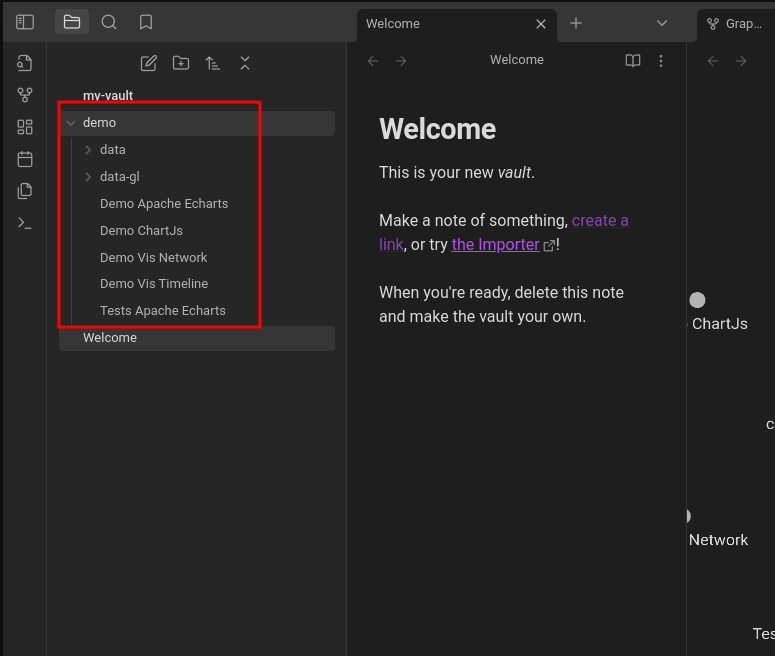 Welcome
Grap...
my-vault
demo
data
data-gl
Demo Apache Echarts
Demo ChartJs
Demo Vis Network
Demo Vis Timeline
Tests Apache Echarts
Welcome
Welcome
Welcome
This is your new vault.
Make a note of something, create a
link, or try the Importer!
When you're ready, delete this note
and make the vault your own.
ChartJs
c
Network
Tes